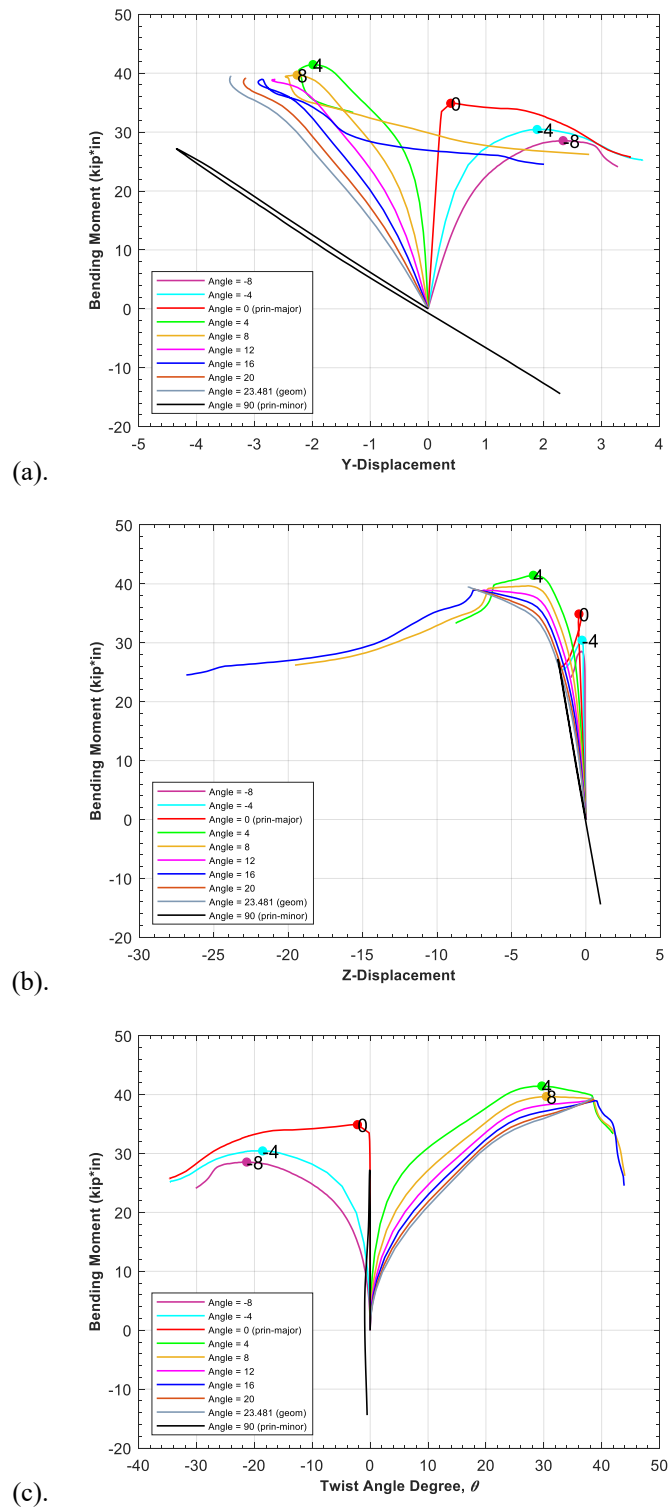 50
40
30
20
10
0
-10
-20
Bending Moment (kip*in)
4
8
0
-4
-8
Angle = -8
Angle = -4
Angle = 0 (prin-major)
Angle = 4
Angle = 8
Angle = 12
Angle = 16
Angle = 20
Angle = 23.481 (geom)
Angle = 90 (prin-minor)
-5 -4 -3 -2 -1 0 1 2 3 4
Y-Displacement
(a).
50
40
30
20
10
0
-10
-20
Bending Moment (kip*in)
4
0
-4
Angle = -8
Angle = -4
Angle = 0 (prin-major)
Angle = 4
Angle = 8
Angle = 12
Angle = 16
Angle = 20
Angle = 23.481 (geom)
Angle = 90 (prin-minor)
-30 -25 -20 -15 -10 -5 0 5
Z-Displacement
(b).
50
40
30
20
10
0
-10
-20
Bending Moment (kip*in)
4
8
0
-4
-8
Angle = -8
Angle = -4
Angle = 0 (prin-major)
Angle = 4
Angle = 8
Angle = 12
Angle = 16
Angle = 20
Angle = 23.481 (geom)
Angle = 90 (prin-minor)
-40 -30 -20 -10 0 10 20 30 40 50
Twist Angle Degree, θ
(c).